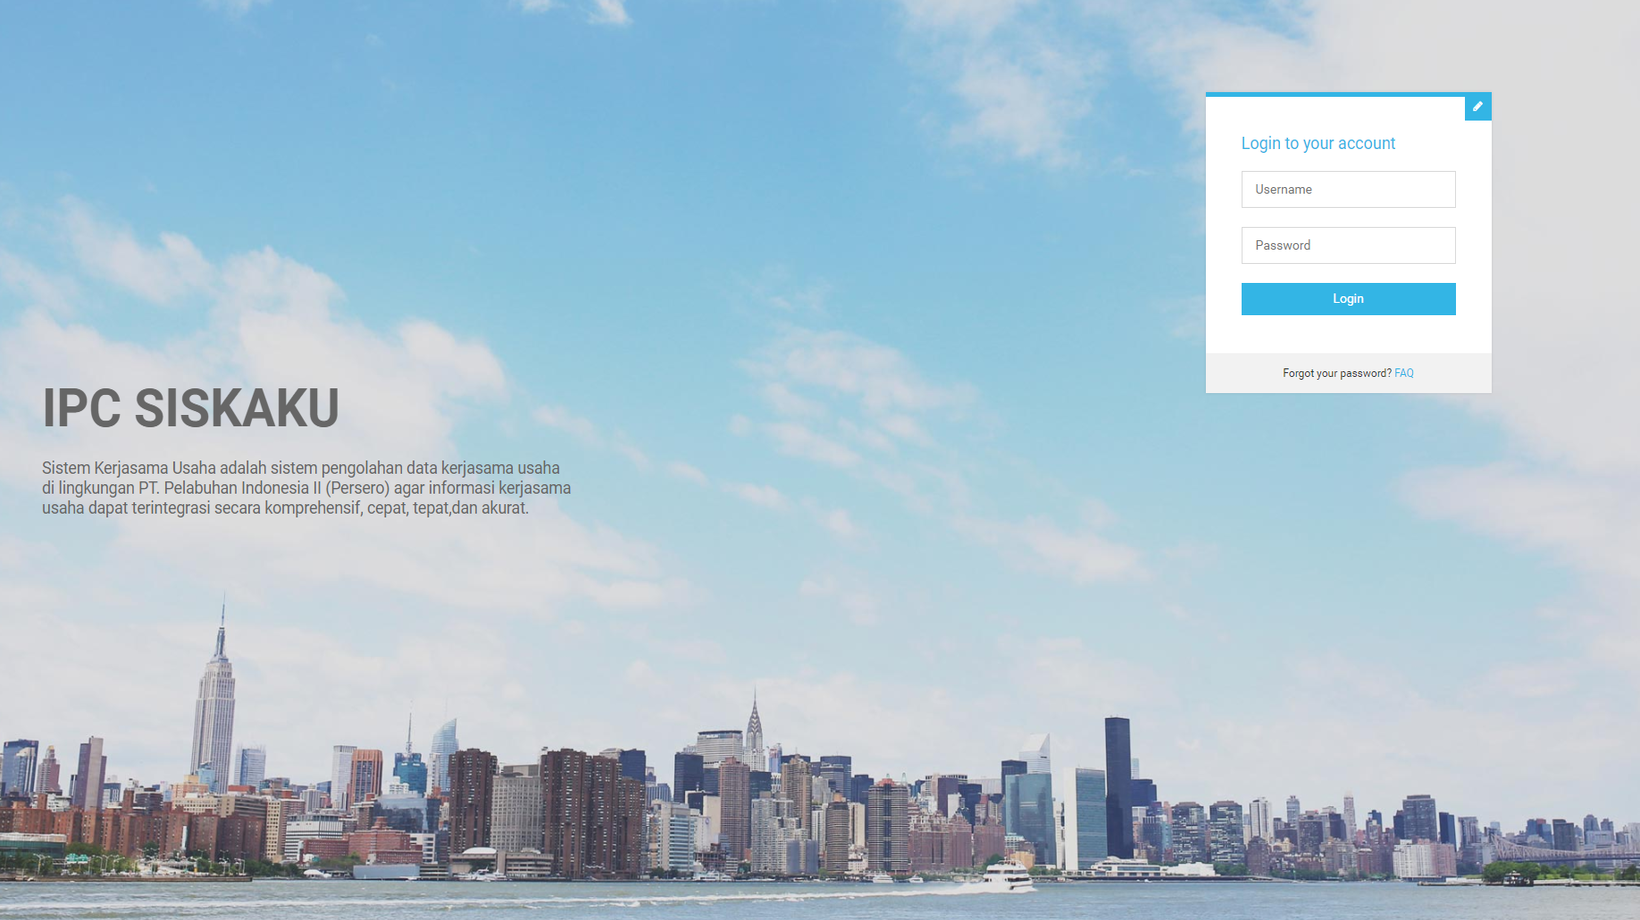 Login to your account
Username
Password
Login
Forgot your password? FAQ
IPC SISKAKU
Sistem Kerjasama Usaha adalah sistem pengolahan data kerjasama usaha
di lingkungan PT. Pelabuhan Indonesia II (Persero) agar informasi kerjasama
usaha dapat terintegrasi secara komprehensif, cepat, tepat,dan akurat.